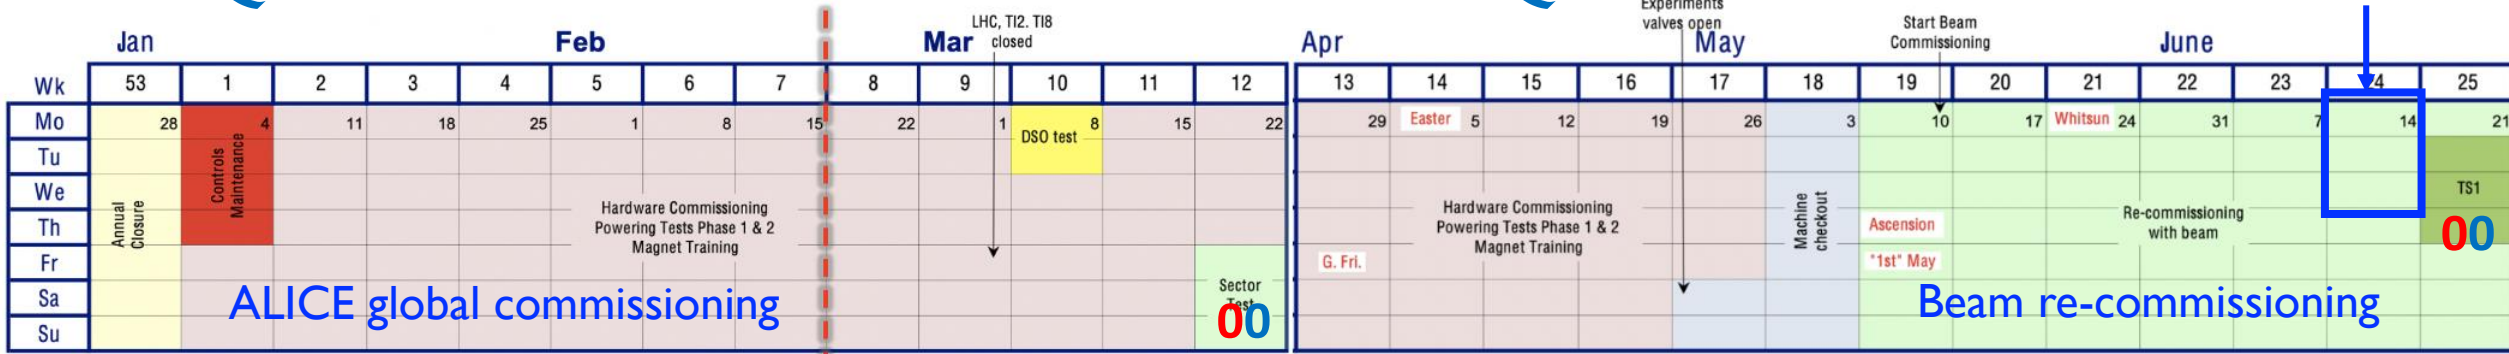 Experiments
valves open
LHC, TI2. TI8
closed
Start Beam
Commissioning
Jan Feb Mar Apr May June
Wk 53 1 2 3 4 5 6 7 8 9 10 11 12 13 14 15 16 17 18 19 20 21 22 23 4 25
Mo 28 4 11 18 25 1 8 15 22 1 8 15 22 29 Easter 5 12 19 26 3 10 17 Whitsun 24 31 7 14 21
Tu
We
Th
Fr
Sa
Su
Annual
Closure
Controls
Maintenance
Hardware Commissioning
Powering Tests Phase 1 & 2
Magnet Training
DSO test
Sector
Test
00
ALICE global commissioning
G. Fri.
Hardware Commissioning
Powering Tests Phase 1 & 2
Magnet Training
Machine
checkout
Ascension
"1st" May
Re-commissioning
with beam
TS1
00
Beam re-commissioning